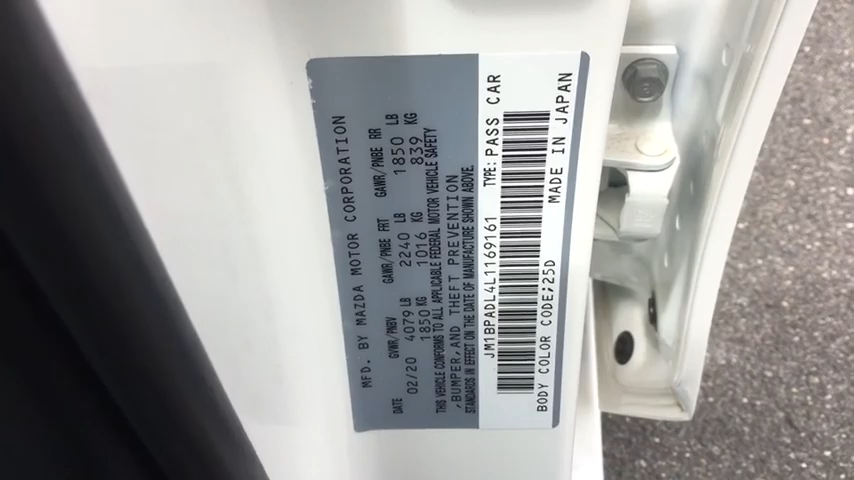 MFD. BY MAZDA MOTOR CORPORATION
DATE GVWR/PNBV GAWR/PNBE FRT GAWR/PNBE RR
02/20 4079 LB 2240 LB 1850 LB
1850 KG 1016 KG 839 KG
THIS VEHICLE CONFORMS TO ALL APPLICABLE FEDERAL MOTOR VEHICLE SAFETY
,BUMPER,AND THEFT PREVENTION
STANDARDS IN EFFECT ON THE DATE OF MANUFACTURE SHOWN ABOVE.
JM1BPADL4L1169161 TYPE: PASS CAR
BODY COLOR CODE;25D MADE IN JAPAN